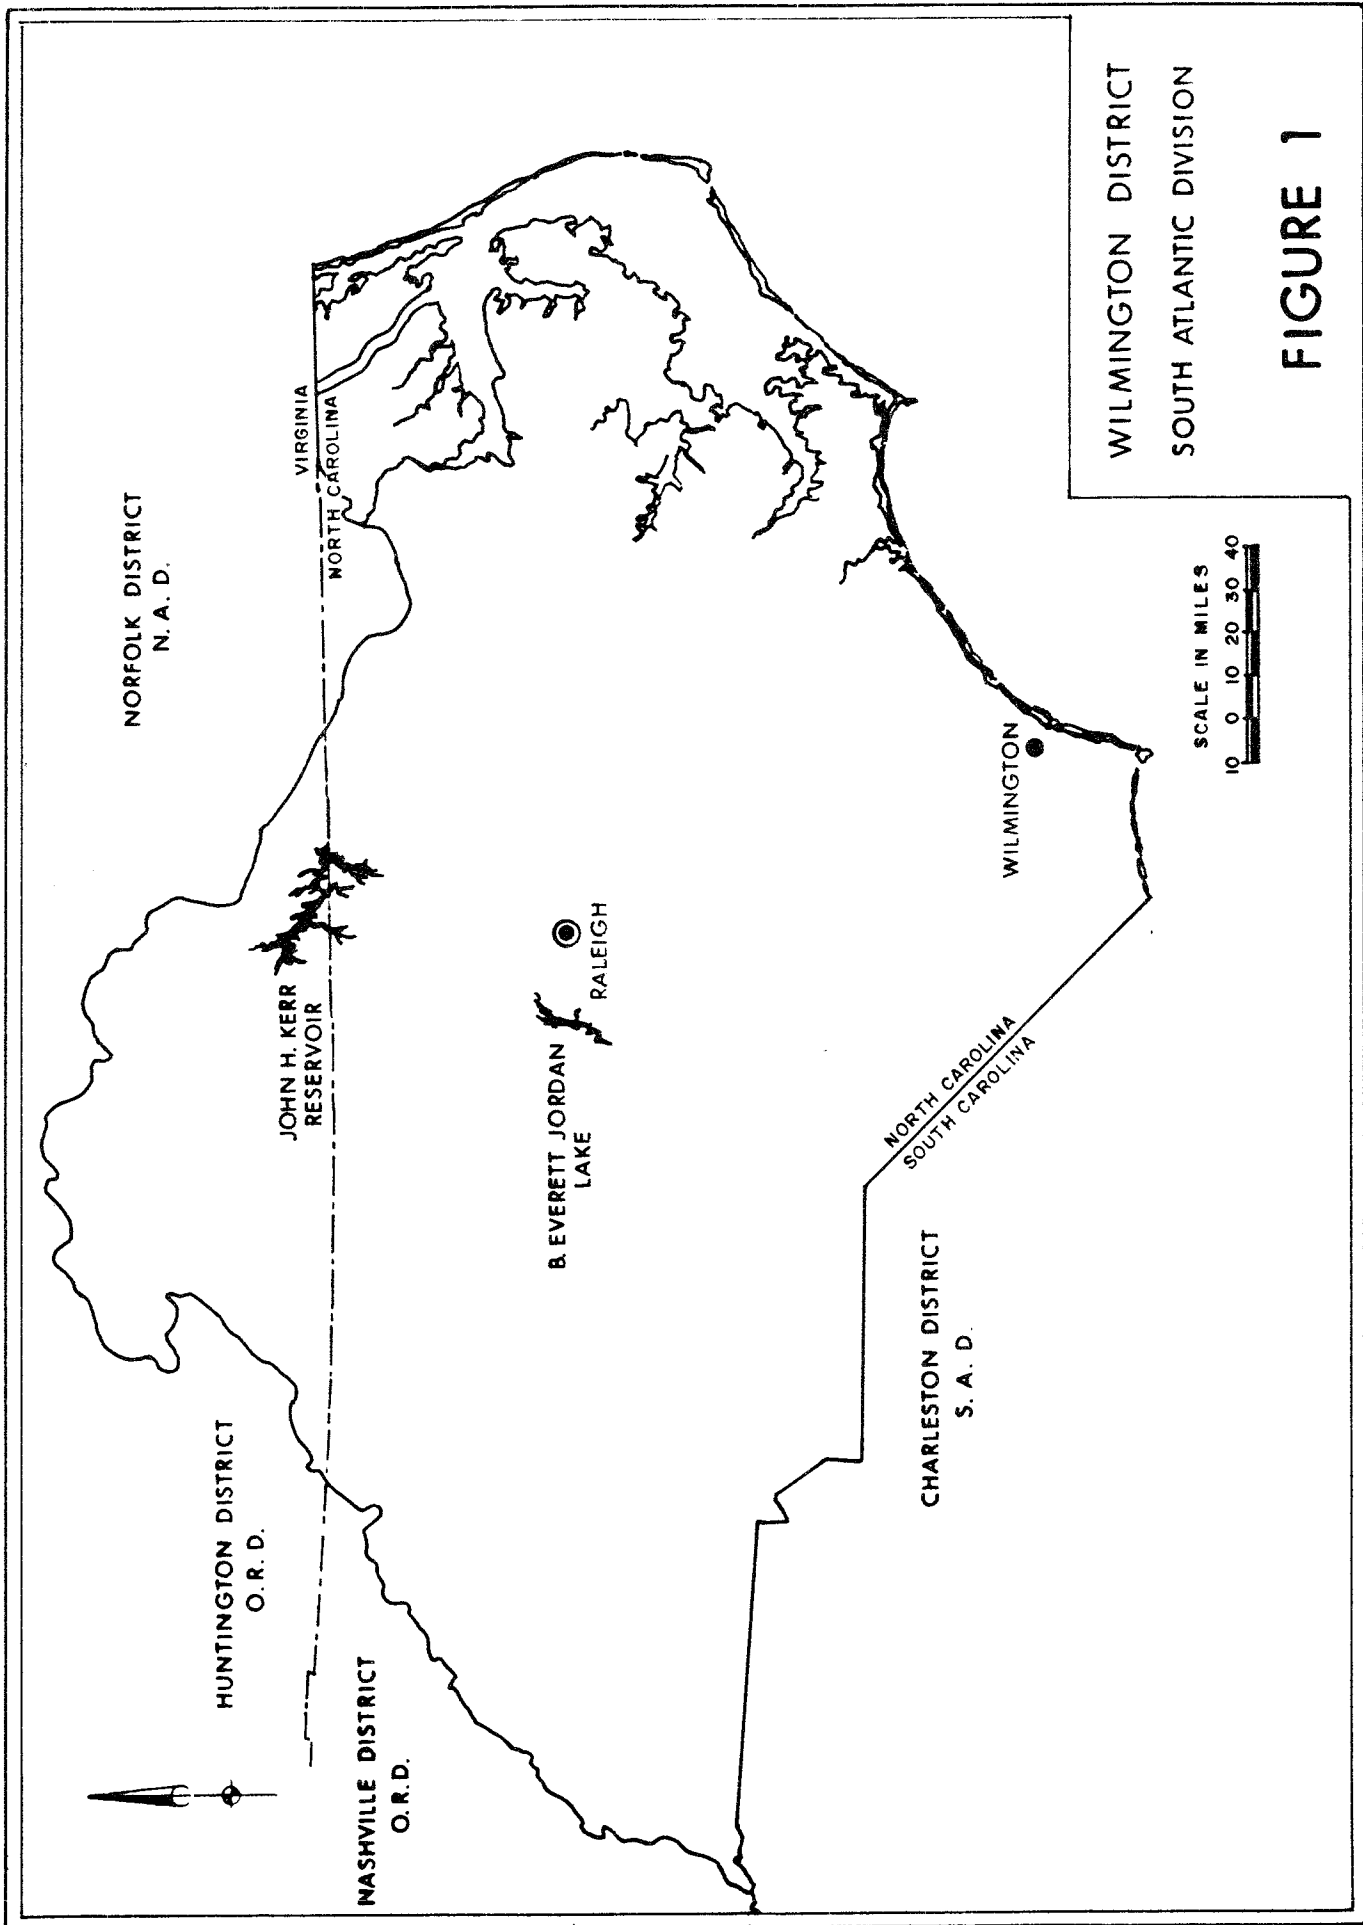 NORFOLK DISTRICT
N. A. D.
HUNTINGTON DISTRICT
O. R. D.
NASHVILLE DISTRICT
O.R.D.
VIRGINIA
NORTH CAROLINA
JOHN H. KERR
RESERVOIR
RALEIGH
B. EVERETT JORDAN
LAKE
WILMINGTON
NORTH CAROLINA
SOUTH CAROLINA
CHARLESTON DISTRICT
S. A. D.
SCALE IN MILES
10 0 10 20 30 40
WILMINGTON DISTRICT
SOUTH ATLANTIC DIVISION
FIGURE 1